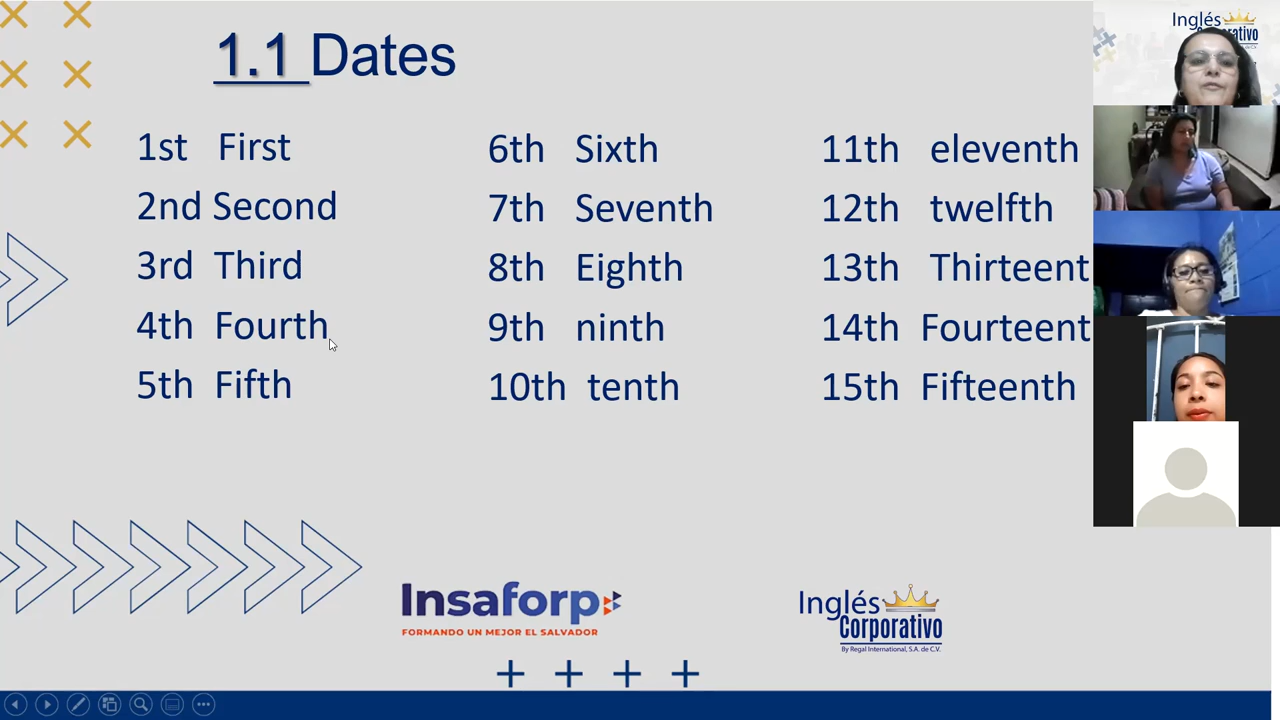 1.1 Dates
1st First
2nd Second
3rd Third
4th Fourth
5th Fifth
6th Sixth
7th Seventh
8th Eighth
9th ninth
10th tenth
11th eleventh
12th twelfth
13th Thirteent
14th Fourteent
15th Fifteenth
Insaforp
FORMANDO UN MEJOR EL SALVADOR
Inglés
Corporativo
By Regal International, S.A. de C.V.
Inglés